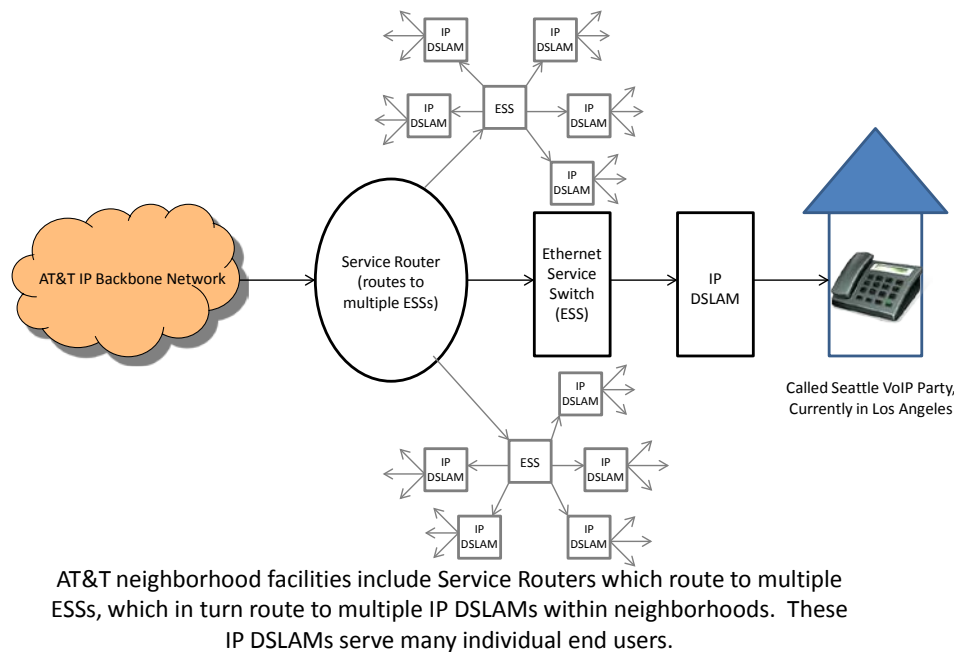 IP
DSLAM
IP
DSLAM
IP
DSLAM
ESS
IP
DSLAM
IP
DSLAM
AT&T IP Backbone Network
Service Router
(routes to
multiple ESSs)
Ethernet
Service
Switch
(ESS)
IP
DSLAM
Called Seattle VoIP Party,
Currently in Los Angeles
IP
DSLAM
IP
DSLAM
ESS
IP
DSLAM
IP
DSLAM
IP
DSLAM
AT&T neighborhood facilities include Service Routers which route to multiple
ESSs, which in turn route to multiple IP DSLAMs within neighborhoods.  These
IP DSLAMs serve many individual end users.